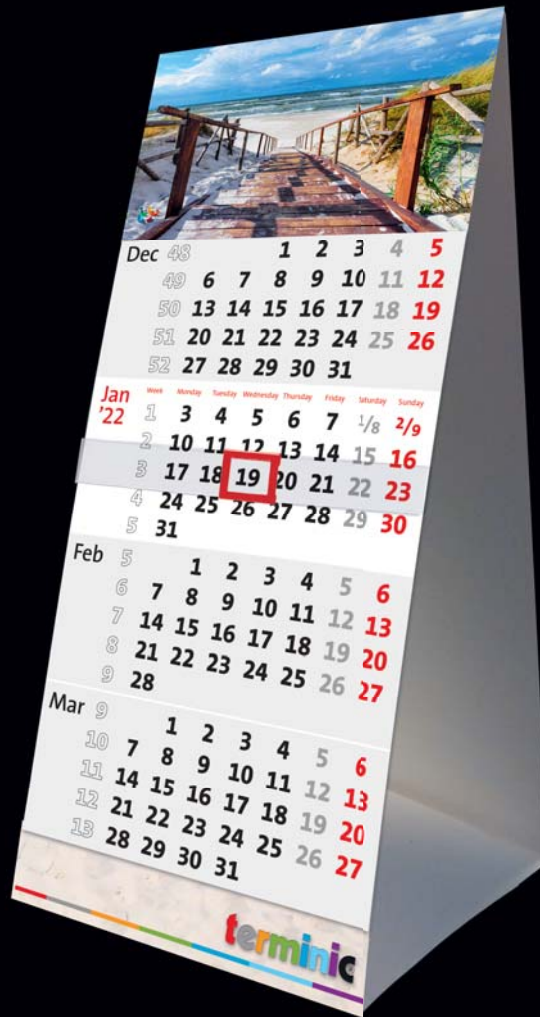 Dec 48 1 2 3 4 5
49 6 7 8 9 10 11 12
50 13 14 15 16 17 18 19
51 20 21 22 23 24 25 26
52 27 28 29 30 31
Jan Week Monday Tuesday Wednesday Thursday Friday Saturday Sunday
'22 1 3 4 5 6 7 1/8 2/9
2 10 11 12 13 14 15 16
3 17 18 19 20 21 22 23
4 24 25 26 27 28 29 30
5 31
Feb 5 1 2 3 4 5 6
6 7 8 9 10 11 12 13
7 14 15 16 17 18 19 20
8 21 22 23 24 25 26 27
9 28
Mar 9 1 2 3 4 5 6
10 7 8 9 10 11 12 13
11 14 15 16 17 18 19 20
12 21 22 23 24 25 26 27
13 28 29 30 31
terminic